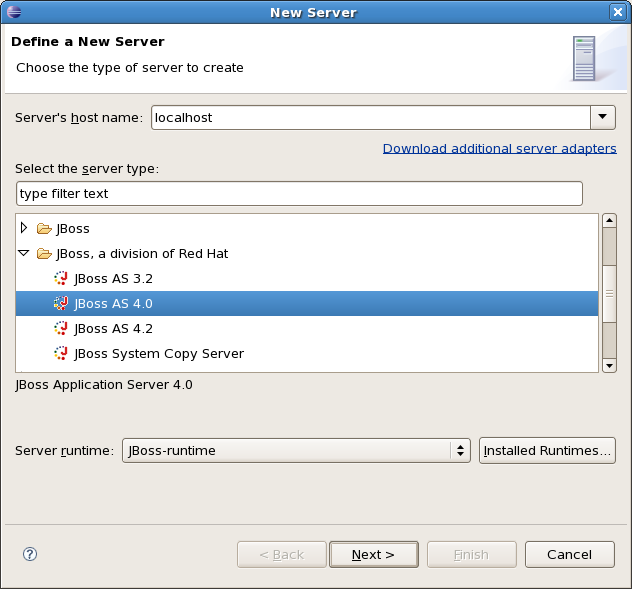 New Server
Define a New Server
Choose the type of server to create
Server's host name: localhost
Download additional server adapters
Select the server type:
type filter text
JBoss
JBoss, a division of Red Hat
JBoss AS 3.2
JBoss AS 4.0
JBoss AS 4.2
JBoss System Copy Server
JBoss Application Server 4.0
Server runtime: JBoss-runtime Installed Runtimes...
? < Back Next > Finish Cancel